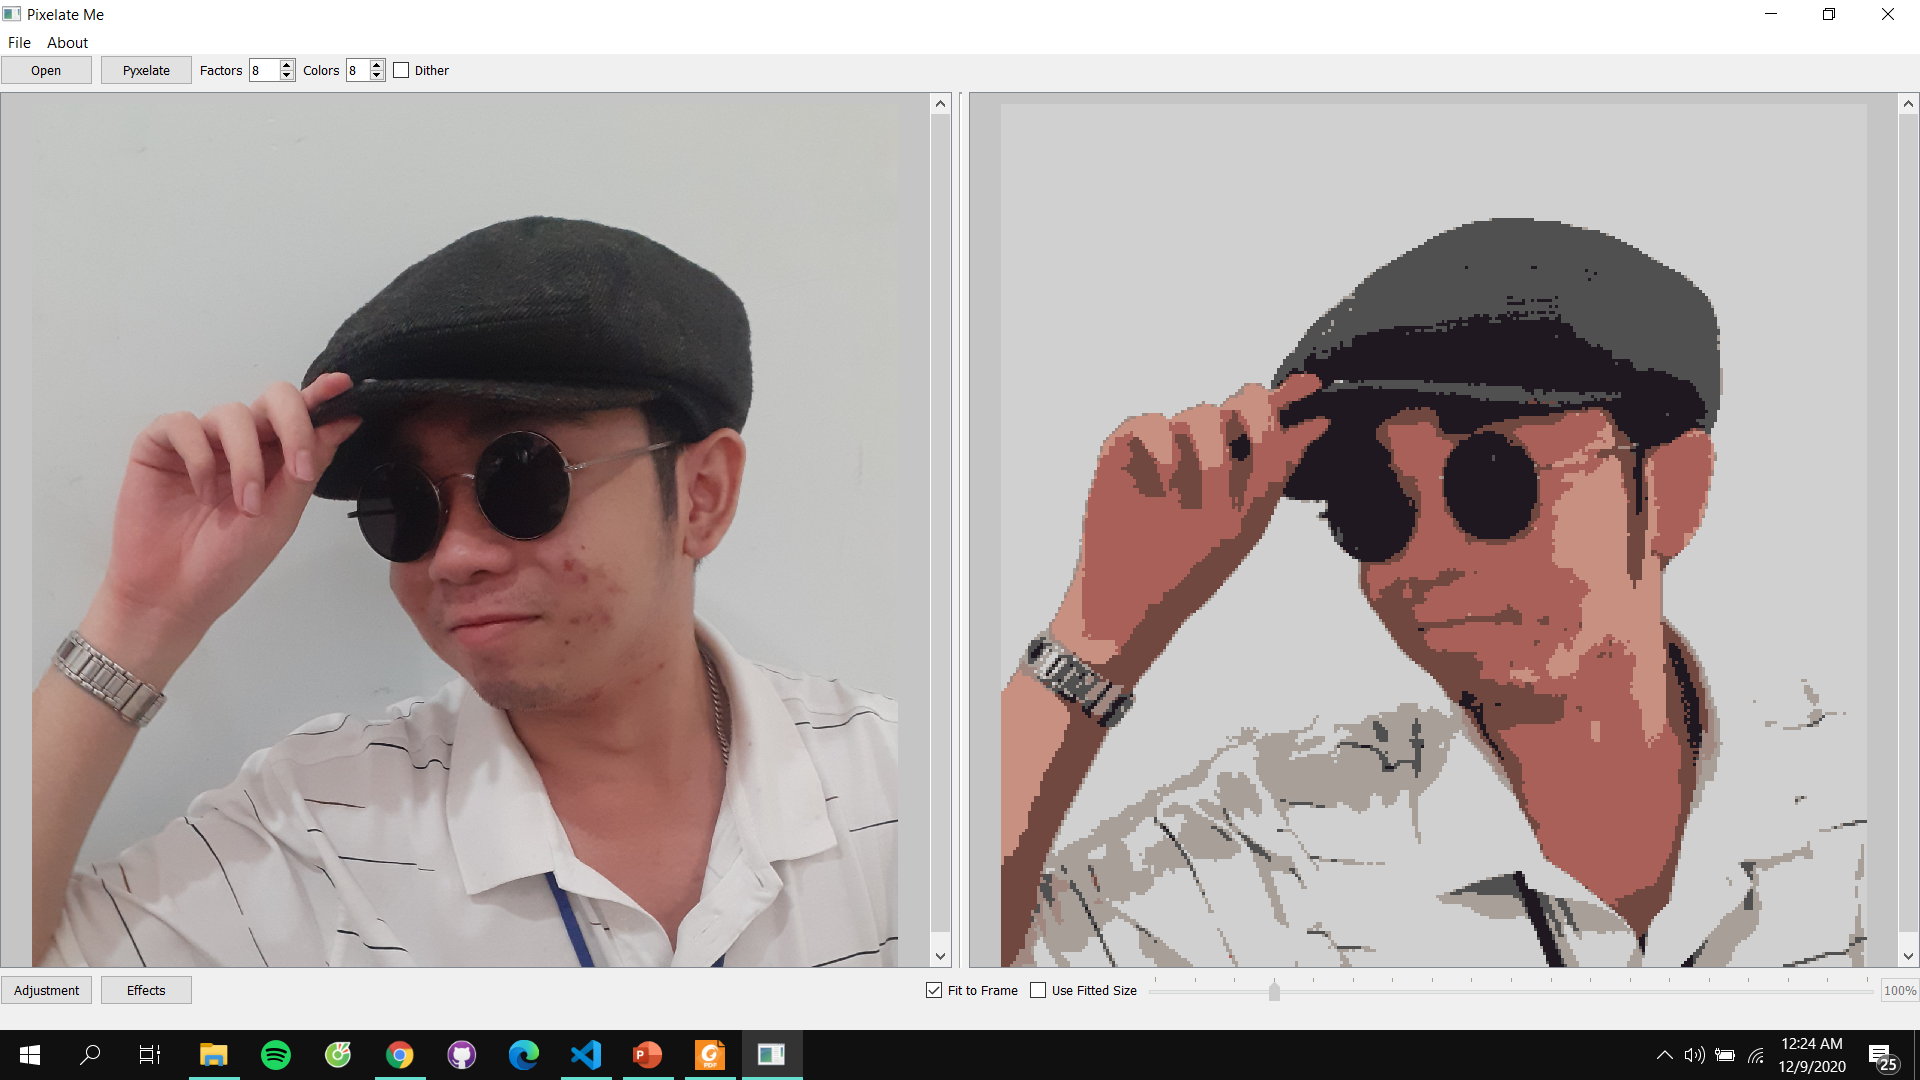 Pixelate Me
File About
Open Pyxelate Factors 8 Colors 8 Dither
Adjustment Effects Fit to Frame Use Fitted Size 100%
P
PDF
12:24 AM
12/9/2020
25